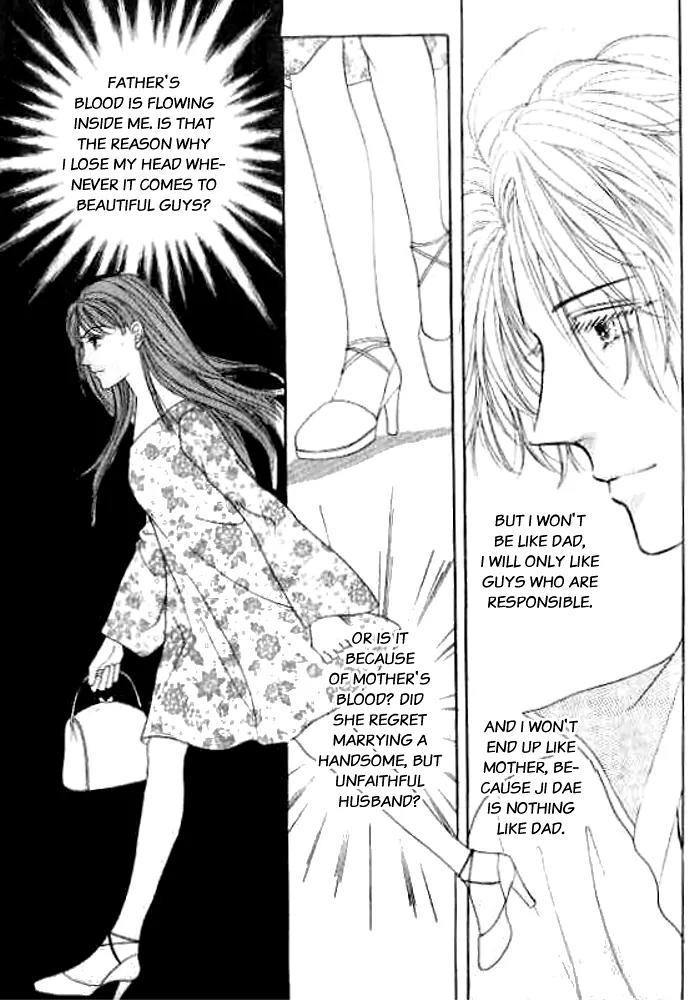 FATHER'S
BLOOD IS FLOWING
INSIDE ME. IS THAT
THE REASON WHY
I LOSE MY HEAD WHE-
NEVER IT COMES TO
BEAUTIFUL GUYS?
OR IS IT
BECAUSE
OF MOTHER'S
BLOOD? DID
SHE REGRET
MARRYING A
HANDSOME, BUT
UNFAITHFUL
HUSBAND?
BUT I WON'T
BE LIKE DAD,
I WILL ONLY LIKE
GUYS WHO ARE
RESPONSIBLE.
AND I WON'T
END UP LIKE
MOTHER, BE-
CAUSE JI DAE
IS NOTHING
LIKE DAD.